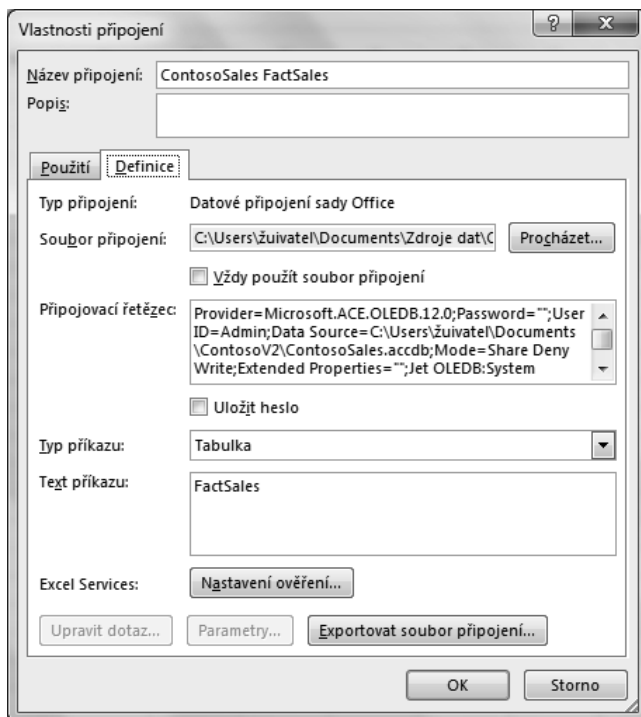 Vlastnosti připojení
Název připojení: ContosoSales FactSales
Popis:
Použití Definice
Typ připojení: Datové připojení sady Office
Soubor připojení: C:\Users\žuivatel\Documents\Zdroje dat\C Procházet...
Vždy použít soubor připojení
Připojovací řetězec: Provider=Microsoft.ACE.OLEDB.12.0;Password="";User
ID=Admin;Data Source=C:\Users\žuivatel\Documents
\ContosoV2\ContosoSales.accdb;Mode=Share Deny
Write;Extended Properties="";Jet OLEDB:System
Uložit heslo
Typ příkazu: Tabulka
Text příkazu: FactSales
Excel Services: Nastavení ověření...
Upravit dotaz... Parametry... Exportovat soubor připojení...
OK Storno